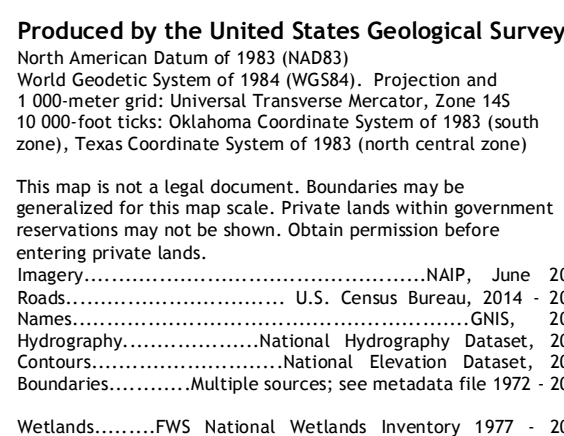 Produced by the United States Geological Survey
North American Datum of 1983 (NAD83)
World Geodetic System of 1984 (WGS84). Projection and
1 000-meter grid: Universal Transverse Mercator, Zone 14S
10 000-foot ticks: Oklahoma Coordinate System of 1983 (south
zone), Texas Coordinate System of 1983 (north central zone)
This map is not a legal document. Boundaries may be
generalized for this map scale. Private lands within government
reservations may not be shown. Obtain permission before
entering private lands.
Imagery.................................................NAIP, June
Roads................................ U.S. Census Bureau, 2014 -
Names.........................................................GNIS,
Hydrography....................National Hydrography Dataset,
Contours............................National Elevation Dataset,
Boundaries............Multiple sources; see metadata file 1972 -
Wetlands.........FWS National Wetlands Inventory 1977 -